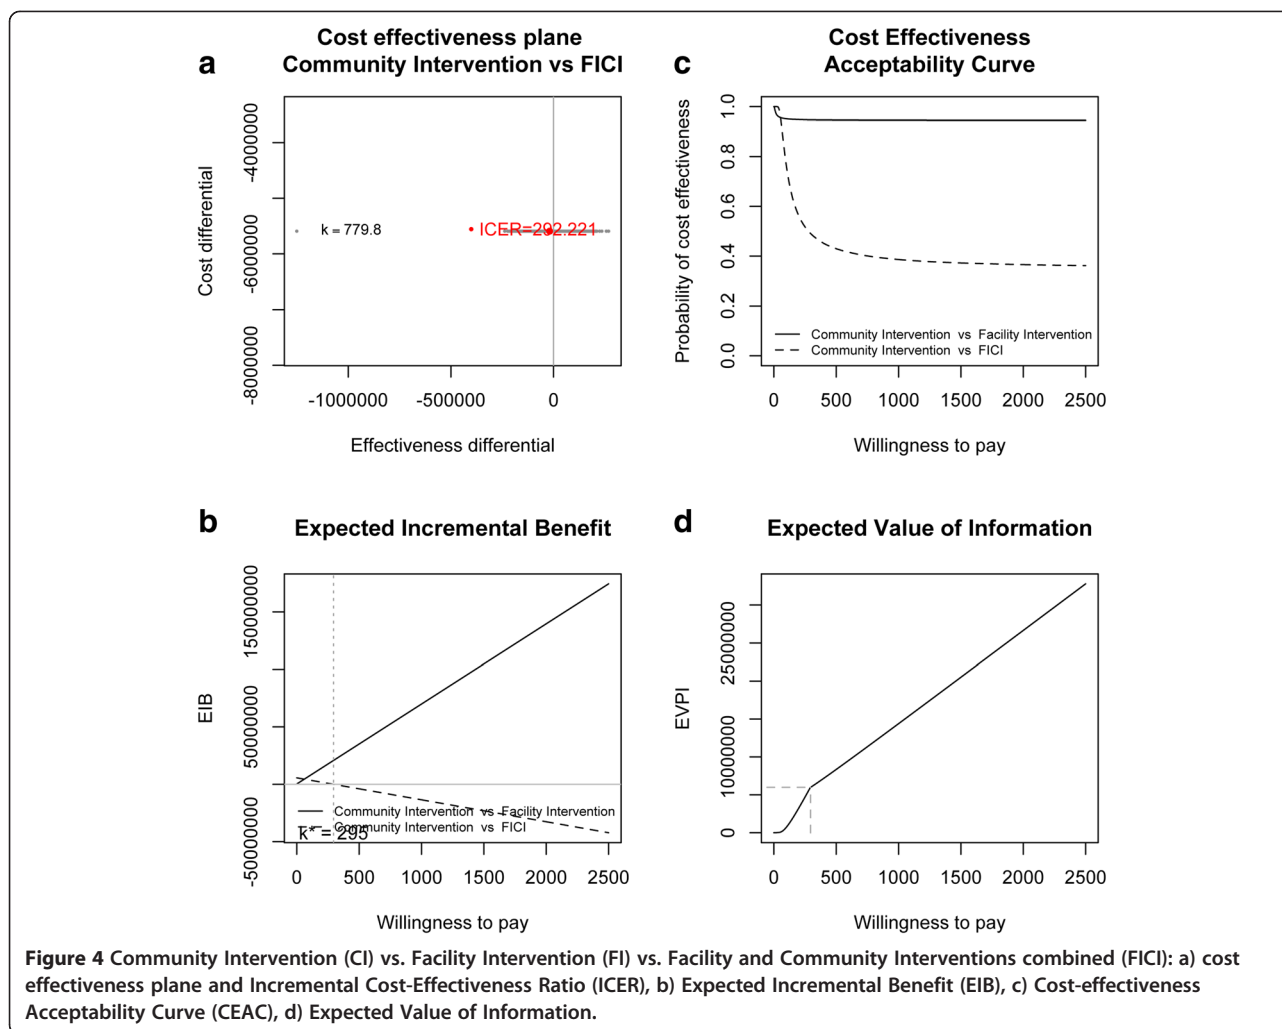 a
Cost effectiveness plane
Community Intervention vs FICI
Cost differential
-8000000
-6000000
-4000000
k = 779.8
ICER=292.221
-1000000 -500000 0
Effectiveness differential
c
Cost Effectiveness
Acceptability Curve
Probability of cost effectiveness
0.0
0.2
0.4
0.6
0.8
1.0
Community Intervention vs Facility Intervention
Community Intervention vs FICI
0 500 1000 1500 2000 2500
Willingness to pay
b
Expected Incremental Benefit
EIB
-50000000
50000000
150000000
Community Intervention vs Facility Intervention
Community Intervention vs FICI
k* = 295
0 500 1000 1500 2000 2500
Willingness to pay
d
Expected Value of Information
EVPI
0
10000000
25000000
0 500 1000 1500 2000 2500
Willingness to pay
Figure 4 Community Intervention (CI) vs. Facility Intervention (FI) vs. Facility and Community Interventions combined (FICI): a) cost
effectiveness plane and Incremental Cost-Effectiveness Ratio (ICER), b) Expected Incremental Benefit (EIB), c) Cost-effectiveness
Acceptability Curve (CEAC), d) Expected Value of Information.